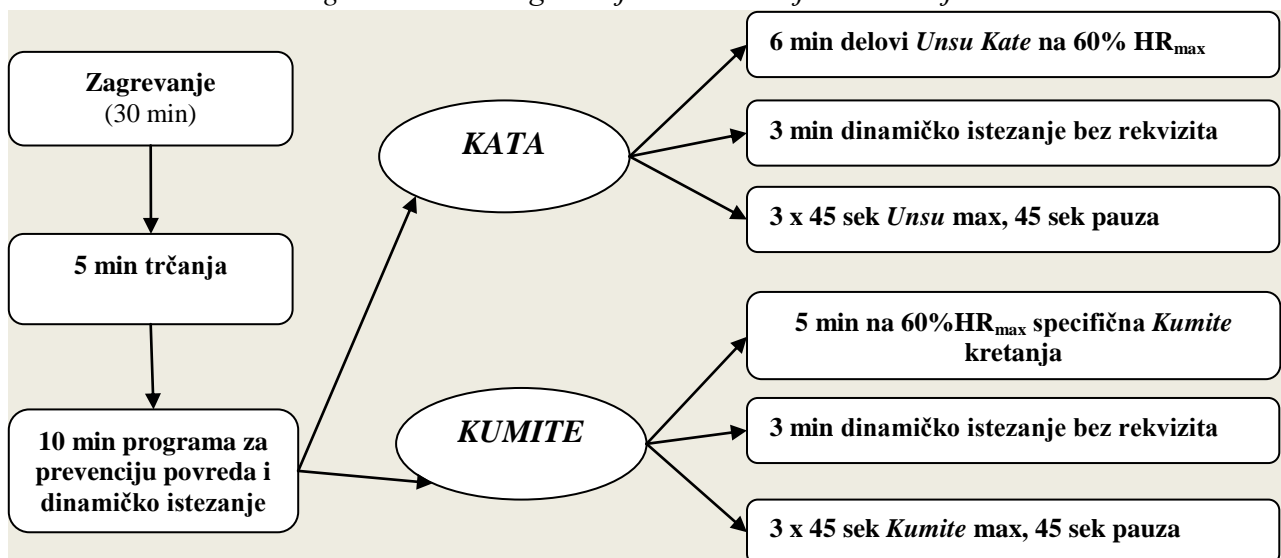 Zagrevanje
(30 min)
5 min trčanja
10 min programa za
prevenciju povreda i
dinamičko istezanje
KATA
6 min delovi Unsu Kate na 60% HRmax
3 min dinamičko istezanje bez rekvizita
3 x 45 sek Unsu max, 45 sek pauza
KUMITE
5 min na 60%HRmax specifična Kumite
kretanja
3 min dinamičko istezanje bez rekvizita
3 x 45 sek Kumite max, 45 sek pauza